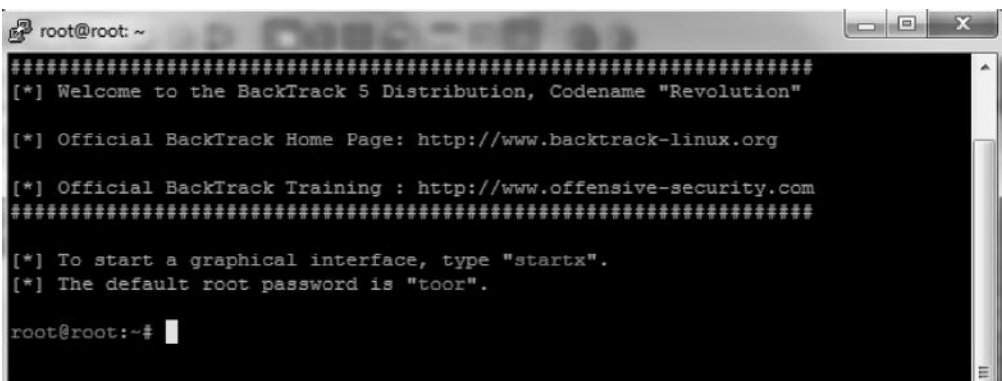 root@root: ~
######################################################################
[*] Welcome to the BackTrack 5 Distribution, Codename "Revolution"
[*] Official BackTrack Home Page: http://www.backtrack-linux.org
[*] Official BackTrack Training : http://www.offensive-security.com
######################################################################
[*] To start a graphical interface, type "startx".
[*] The default root password is "toor".
root@root:~#